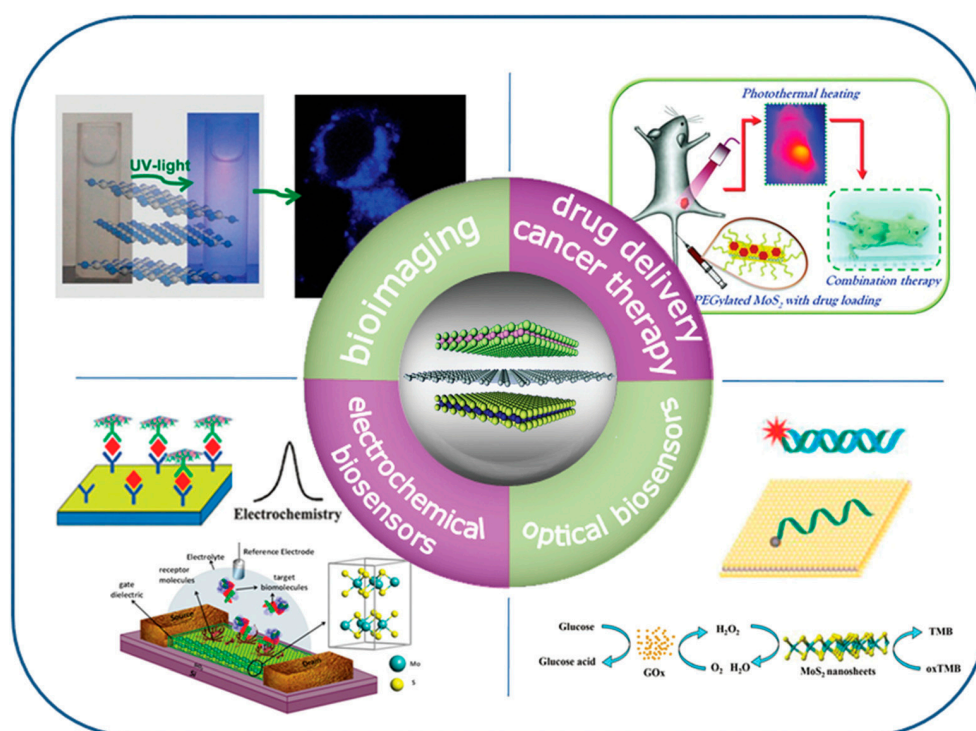 UV-light
Photothermal heating
Combination therapy
PEGylated MoS2 with drug loading
bioimaging
drug delivery
cancer therapy
electrochemical
biosensors
optical biosensors
Electrochemistry
Reference Electrode
Electrolyte
receptor
molecules
target
biomolecules
gate
dielectric
Source
Drain
Mo
S
Glucose
Glucose acid
GOx
H2O2
O2 H2O
MoS2 nanosheets
TMB
oxTMB